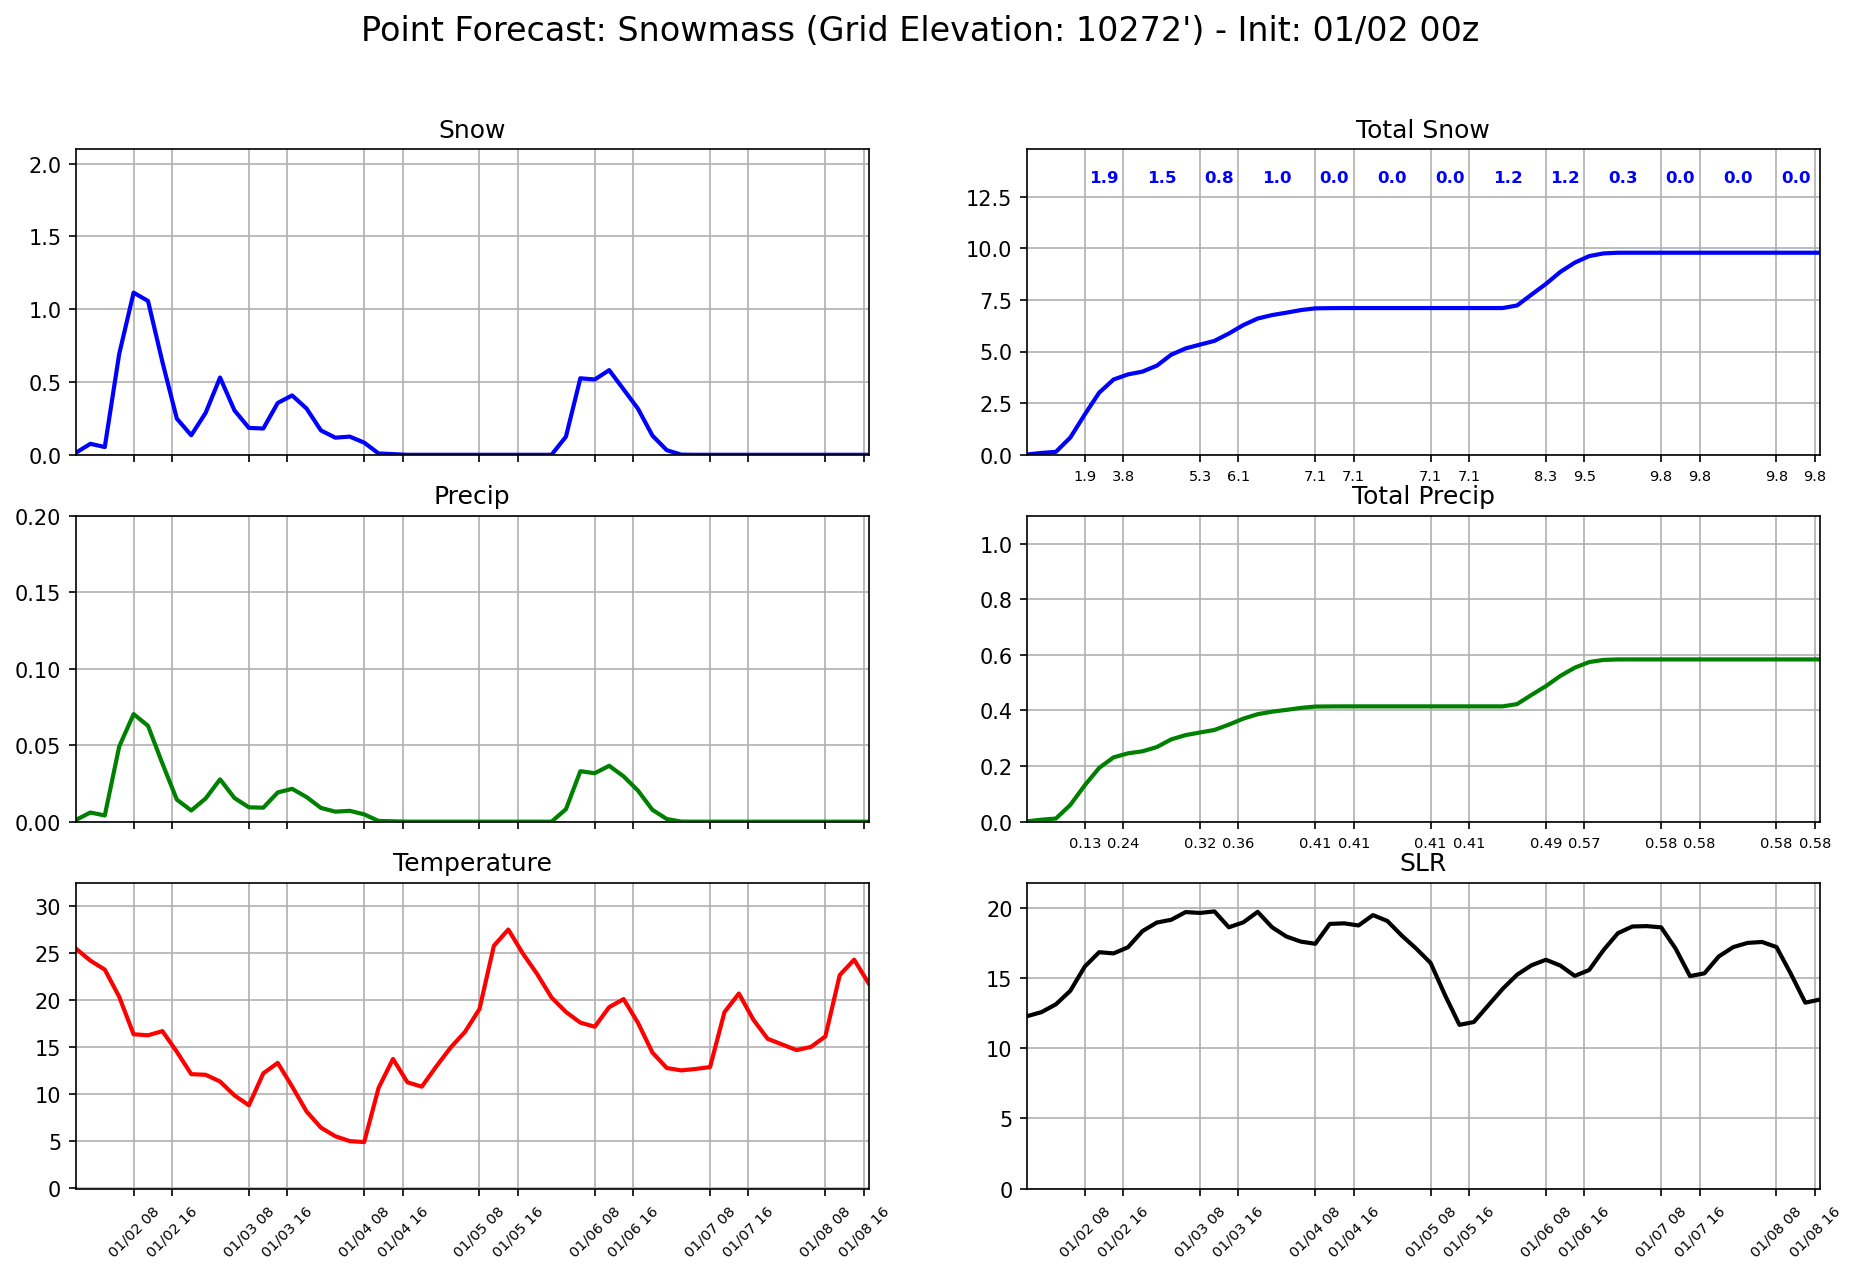 Point Forecast: Snowmass (Grid Elevation: 10272') - Init: 01/02 00z
Snow
2.0
1.5
1.0
0.5
0.0
Total Snow
1.9 1.5 0.8 1.0 0.0 0.0 0.0 1.2 1.2 0.3 0.0 0.0 0.0
12.5
10.0
7.5
5.0
2.5
0.0
1.9 3.8 5.3 6.1 7.1 7.1 7.1 7.1 8.3 9.5 9.8 9.8 9.8 9.8
Precip
0.20
0.15
0.10
0.05
0.00
Total Precip
1.0
0.8
0.6
0.4
0.2
0.0
0.13 0.24 0.32 0.36 0.41 0.41 0.41 0.41 0.49 0.57 0.58 0.58 0.58 0.58
Temperature
30
25
20
15
10
5
0
01/02 08 01/02 16 01/03 08 01/03 16 01/04 08 01/04 16 01/05 08 01/05 16 01/06 08 01/06 16 01/07 08 01/07 16 01/08 08 01/08 16
SLR
20
15
10
5
0
01/02 08 01/02 16 01/03 08 01/03 16 01/04 08 01/04 16 01/05 08 01/05 16 01/06 08 01/06 16 01/07 08 01/07 16 01/08 08 01/08 16